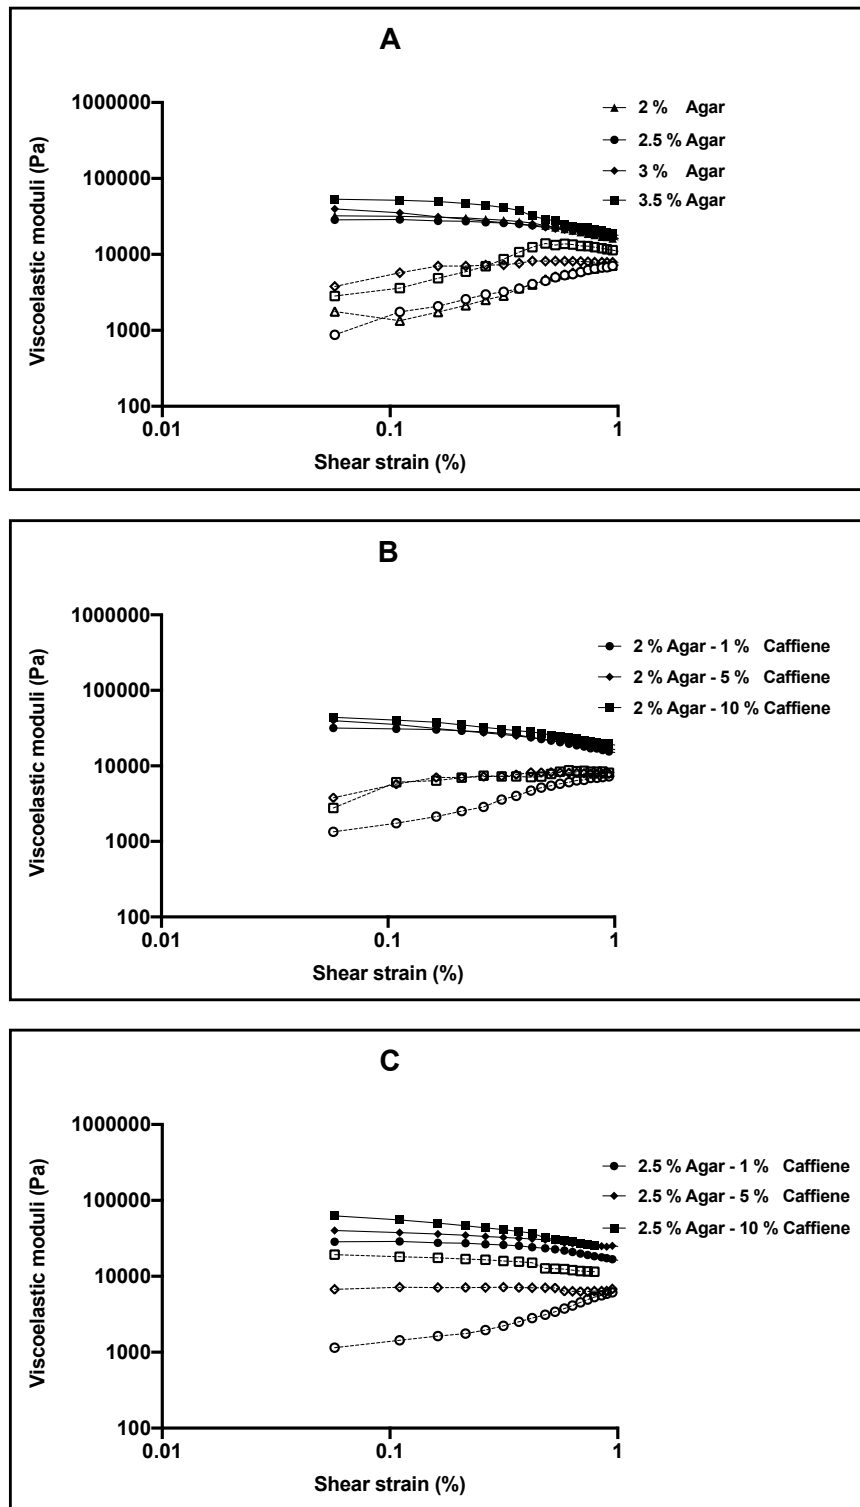 A
1000000
100000
10000
1000
100
0.01 0.1 1
Viscoelastic moduli (Pa)
Shear strain (%)
2 % Agar
2.5 % Agar
3 % Agar
3.5 % Agar
B
1000000
100000
10000
1000
100
0.01 0.1 1
Viscoelastic moduli (Pa)
Shear strain (%)
2 % Agar - 1 % Caffiene
2 % Agar - 5 % Caffiene
2 % Agar - 10 % Caffiene
C
1000000
100000
10000
1000
100
0.01 0.1 1
Viscoelastic moduli (Pa)
Shear strain (%)
2.5 % Agar - 1 % Caffiene
2.5 % Agar - 5 % Caffiene
2.5 % Agar - 10 % Caffiene